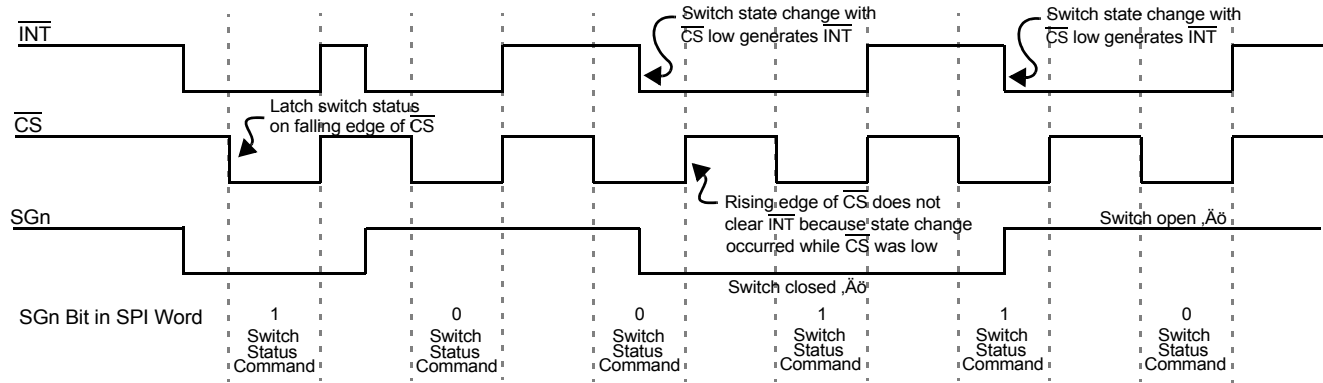 Switch state change with
CS low generates INT
Switch state change with
CS low generates INT
INT
Latch switch status
on falling edge of CS
CS
Rising edge of CS does not
clear INT because state change
occurred while CS was low
SGn
Switch open ‚Äö
Switch closed ‚Äö
SGn Bit in SPI Word
1
Switch
Status
Command
0
Switch
Status
Command
0
Switch
Status
Command
1
Switch
Status
Command
1
Switch
Status
Command
0
Switch
Status
Command